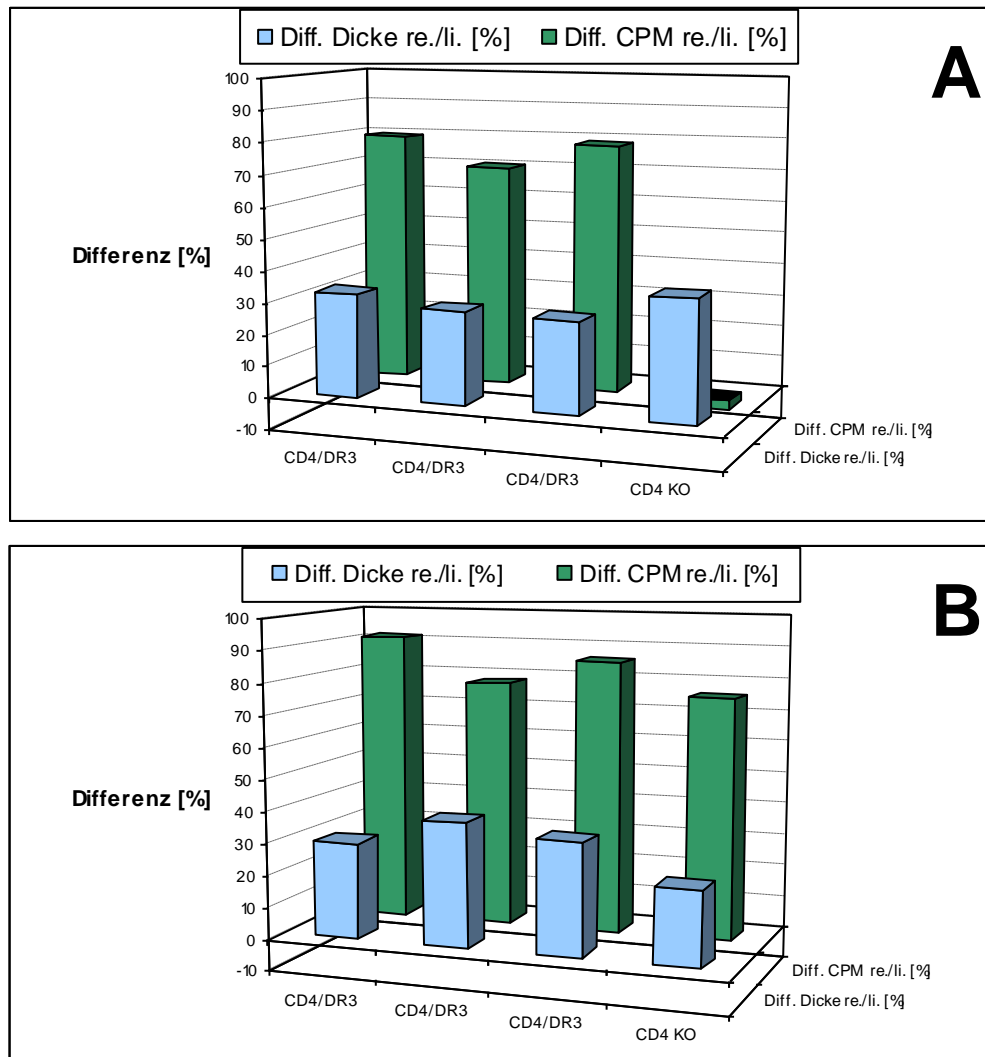 Diff. Dicke re./li. [%] Diff. CPM re./li. [%]
A
100
90
80
70
60
50
40
30
20
10
0
-10
Differenz [%]
CD4/DR3
CD4/DR3
CD4/DR3
CD4 KO
Diff. CPM re./li. [%]
Diff. Dicke re./li. [%]
Diff. Dicke re./li. [%] Diff. CPM re./li. [%]
B
100
90
80
70
60
50
40
30
20
10
0
-10
Differenz [%]
CD4/DR3
CD4/DR3
CD4/DR3
CD4 KO
Diff. CPM re./li. [%]
Diff. Dicke re./li. [%]